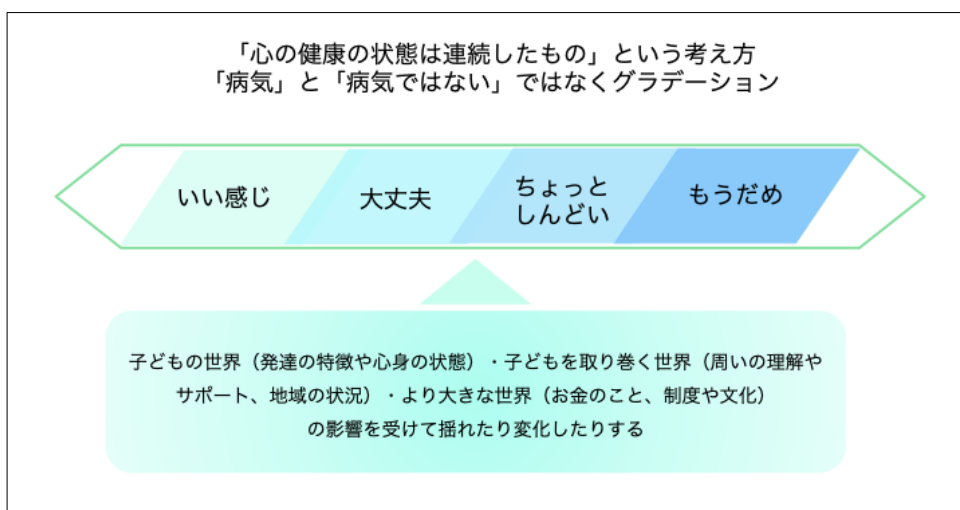 「心の健康の状態は連続したもの」という考え方
「病気」と「病気ではない」ではなくグラデーション
いい感じ
大丈夫
ちょっと
しんどい
もうだめ
子どもの世界（発達の特徴や心身の状態）・子どもを取り巻く世界（周いの理解や
サポート、地域の状況）・より大きな世界（お金のこと、制度や文化）
の影響を受けて揺れたり変化したりする